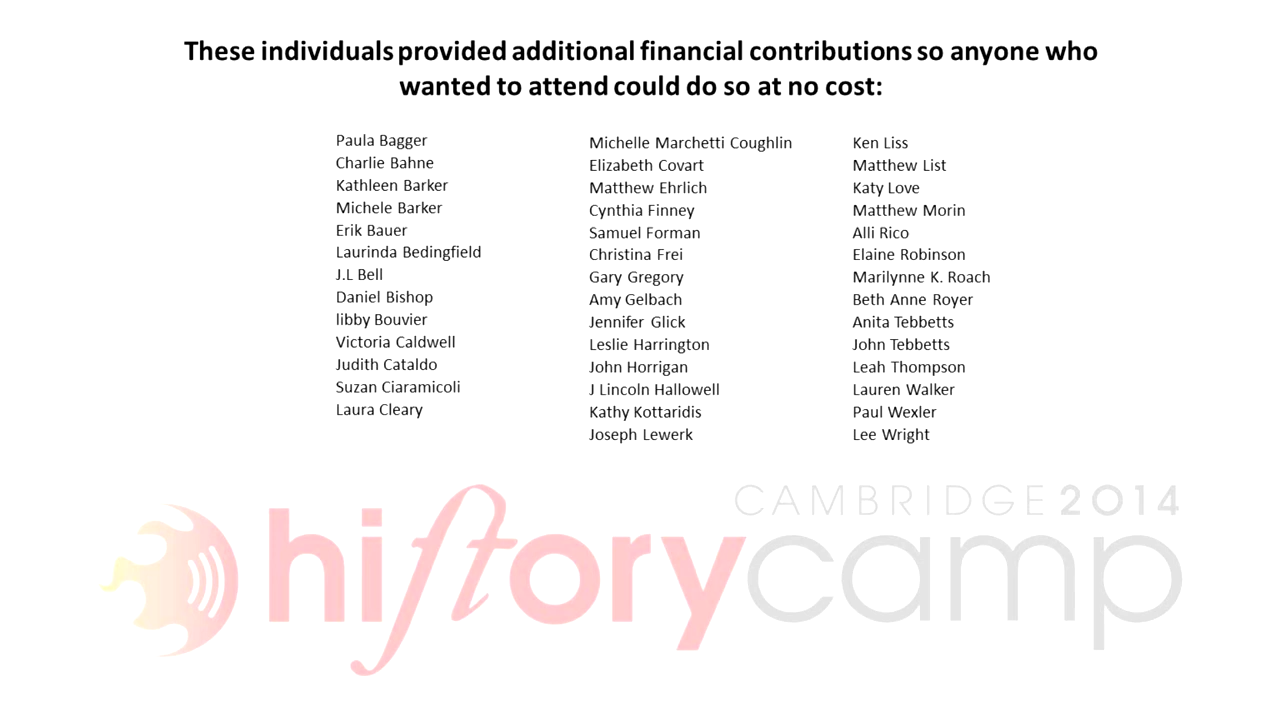 These individuals provided additional financial contributions so anyone who
wanted to attend could do so at no cost:
Paula Bagger
Charlie Bahne
Kathleen Barker
Michele Barker
Erik Bauer
Laurinda Bedingfield
J.L Bell
Daniel Bishop
libby Bouvier
Victoria Caldwell
Judith Cataldo
Suzan Ciaramicoli
Laura Cleary
Michelle Marchetti Coughlin
Elizabeth Covart
Matthew Ehrlich
Cynthia Finney
Samuel Forman
Christina Frei
Gary Gregory
Amy Gelbach
Jennifer Glick
Leslie Harrington
John Horrigan
J Lincoln Hallowell
Kathy Kottaridis
Joseph Lewerk
Ken Liss
Matthew List
Katy Love
Matthew Morin
Alli Rico
Elaine Robinson
Marilynne K. Roach
Beth Anne Royer
Anita Tebbetts
John Tebbetts
Leah Thompson
Lauren Walker
Paul Wexler
Lee Wright
CAMBRIDGE 2014
hiſtorycamp